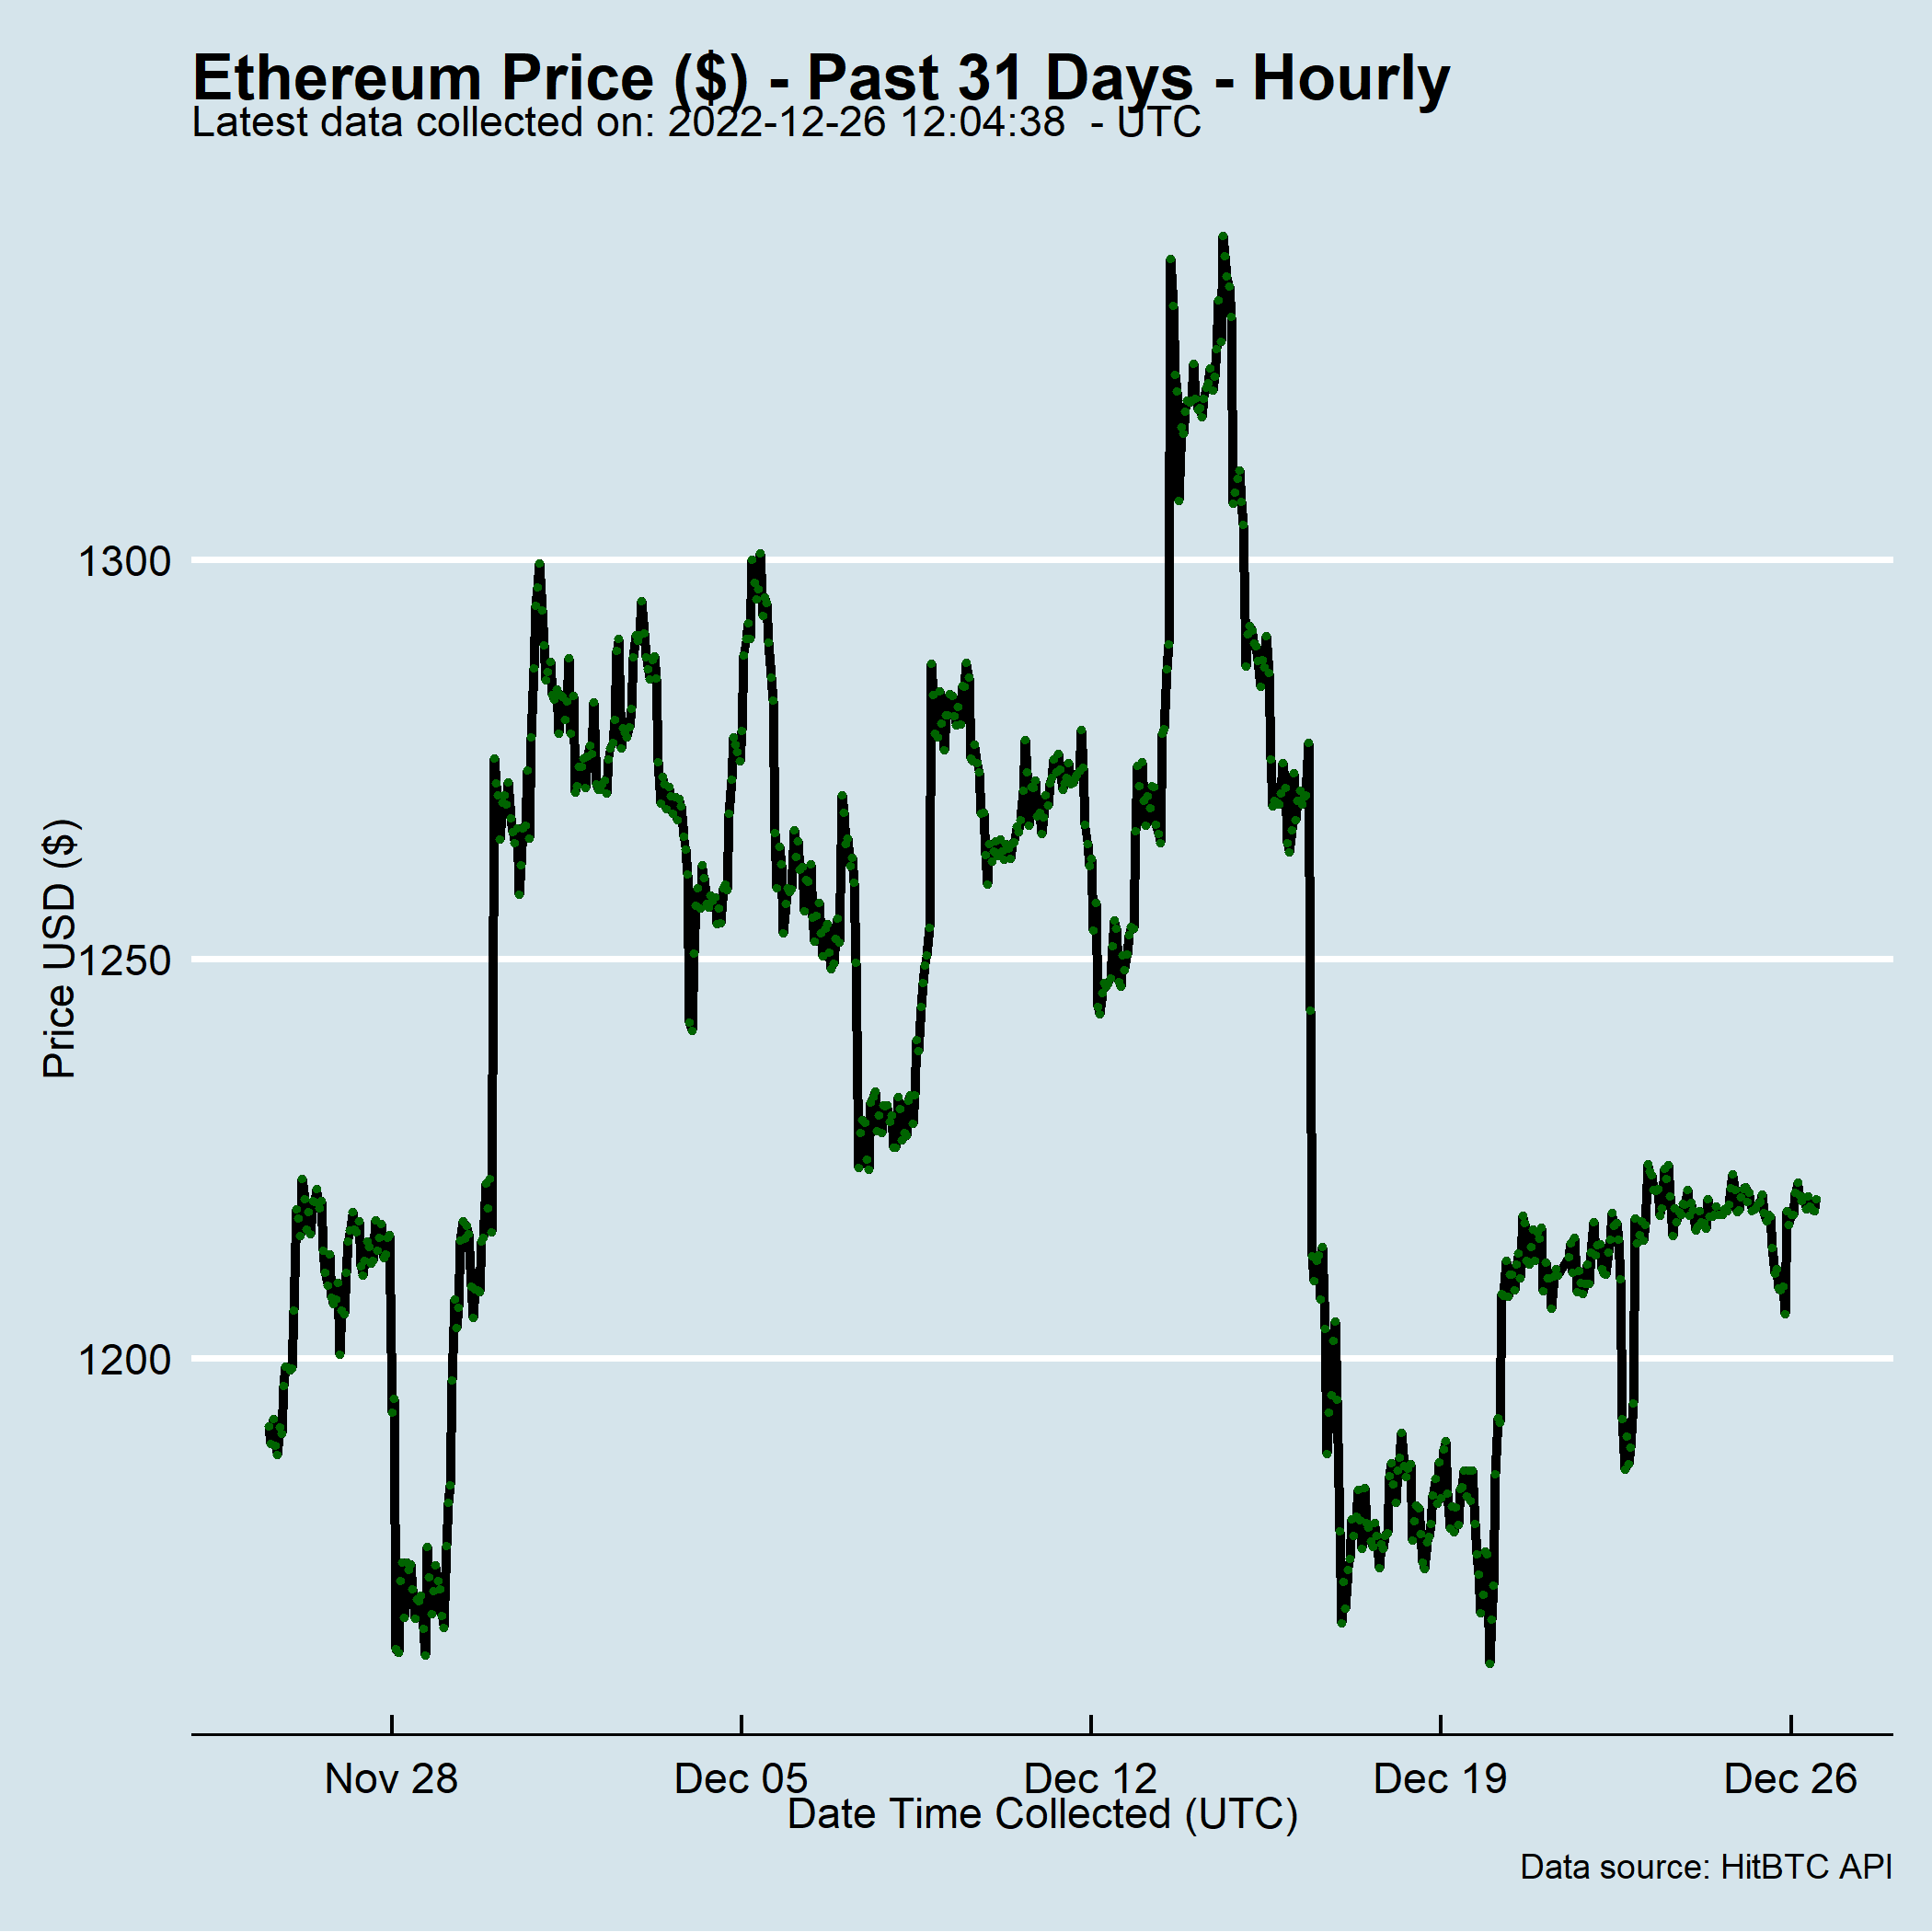 Ethereum Price ($) - Past 31 Days - Hourly
Latest data collected on: 2022-12-26 12:04:38  - UTC
Price USD ($)
1300
1250
1200
Nov 28
Dec 05
Dec 12
Dec 19
Dec 26
Date Time Collected (UTC)
Data source: HitBTC API